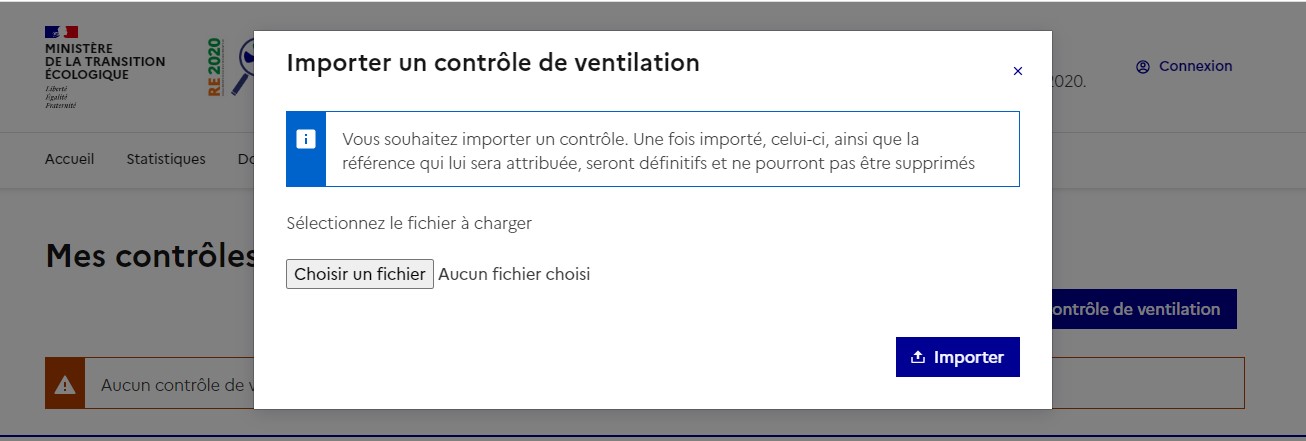 MINISTÈRE
DE LA TRANSITION
ÉCOLOGIQUE
Liberté
Égalité
Fraternité
RE 2020
2020.
Connexion
Accueil Statistiques Do
Importer un contrôle de ventilation
×
Vous souhaitez importer un contrôle. Une fois importé, celui-ci, ainsi que la
référence qui lui sera attribuée, seront définitifs et ne pourront pas être supprimés
Sélectionnez le fichier à charger
Choisir un fichier Aucun fichier choisi
Importer
Mes contrôles
ontrôle de ventilation
Aucun contrôle de v